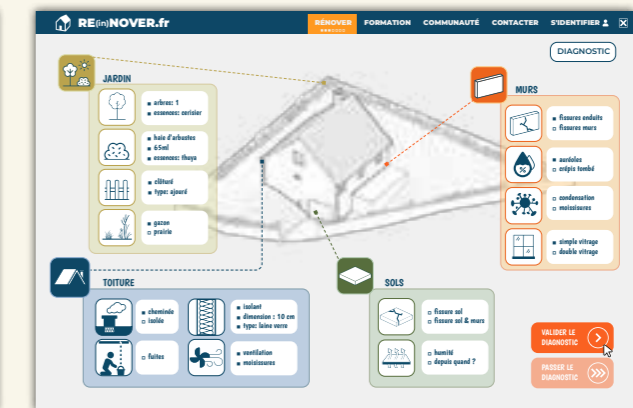 RE(in)NOVER.fr
RÉNOVER
FORMATION
COMMUNAUTÉ
CONTACTER
S'IDENTIFIER
DIAGNOSTIC
JARDIN
arbres: 1
essences: cerisier
haie d'arbustes
65ml
essences: thuya
clôturé
type: ajouré
gazon
prairie
MURS
fissures enduits
fissures murs
auréoles
crépis tombé
condensation
moisissures
simple vitrage
double vitrage
TOITURE
cheminée
isolée
isolant
dimension : 10 cm
type: laine verre
fuites
ventilation
moisissures
SOLS
fissure sol
fissure sol & murs
humité
depuis quand ?
VALIDER LE
DIAGNOSTIC
PASSER LE
DIAGNOSTIC